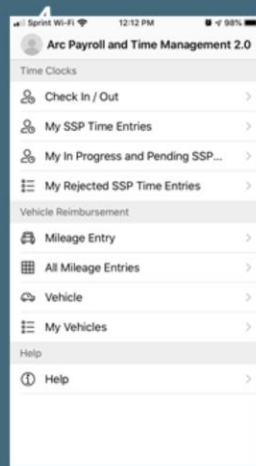 Sprint Wi-Fi 12:12 PM 98%
Arc Payroll and Time Management 2.0
Time Clocks
Check In / Out
My SSP Time Entries
My In Progress and Pending SSP...
My Rejected SSP Time Entries
Vehicle Reimbursement
Mileage Entry
All Mileage Entries
Vehicle
My Vehicles
Help
Help